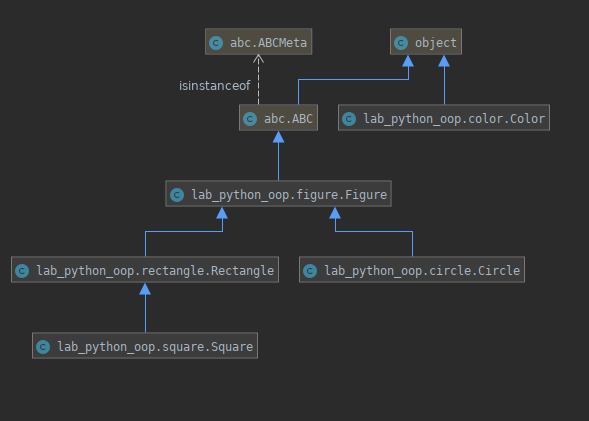 abc.ABCMeta
object
isinstanceof
abc.ABC
lab_python_oop.color.Color
lab_python_oop.figure.Figure
lab_python_oop.rectangle.Rectangle
lab_python_oop.circle.Circle
lab_python_oop.square.Square